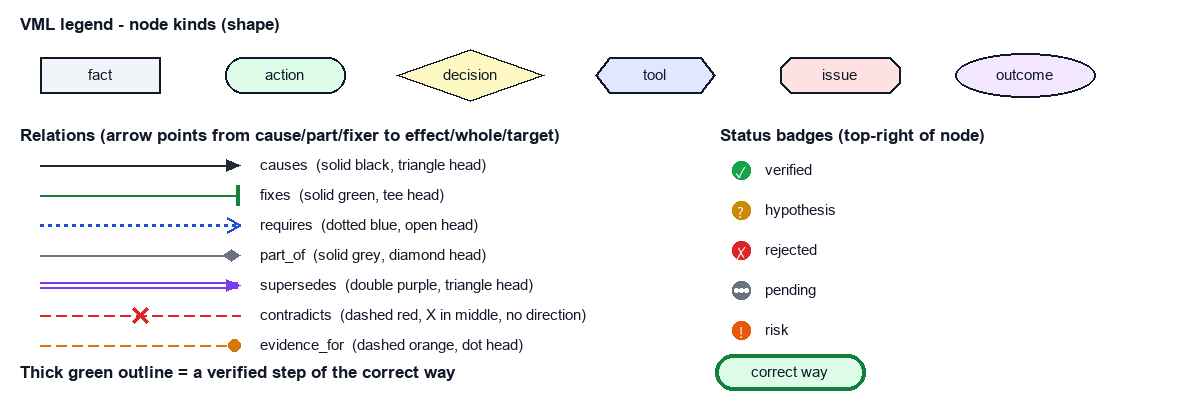 VML legend - node kinds (shape)
fact
action
decision
tool
issue
outcome
Relations (arrow points from cause/part/fixer to effect/whole/target)
causes (solid black, triangle head)
fixes (solid green, tee head)
requires (dotted blue, open head)
part_of (solid grey, diamond head)
supersedes (double purple, triangle head)
contradicts (dashed red, X in middle, no direction)
evidence_for (dashed orange, dot head)
Thick green outline = a verified step of the correct way
Status badges (top-right of node)
✓ verified
? hypothesis
X rejected
pending
! risk
correct way